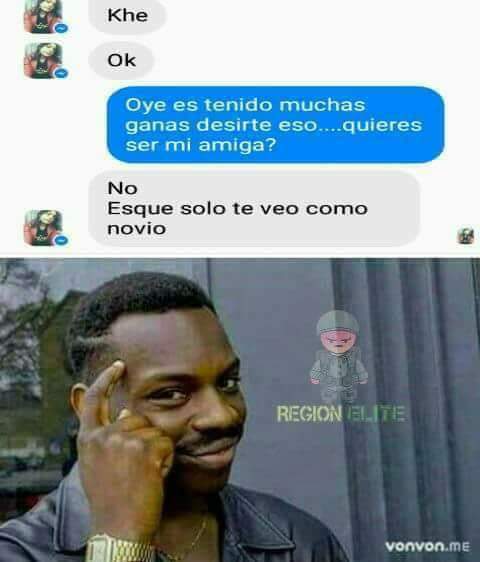 Khe
Ok
Oye es tenido muchas
ganas desirte eso....quieres
ser mi amiga?
No
Esque solo te veo como
novio
REGION ELITE
vonvon.ME